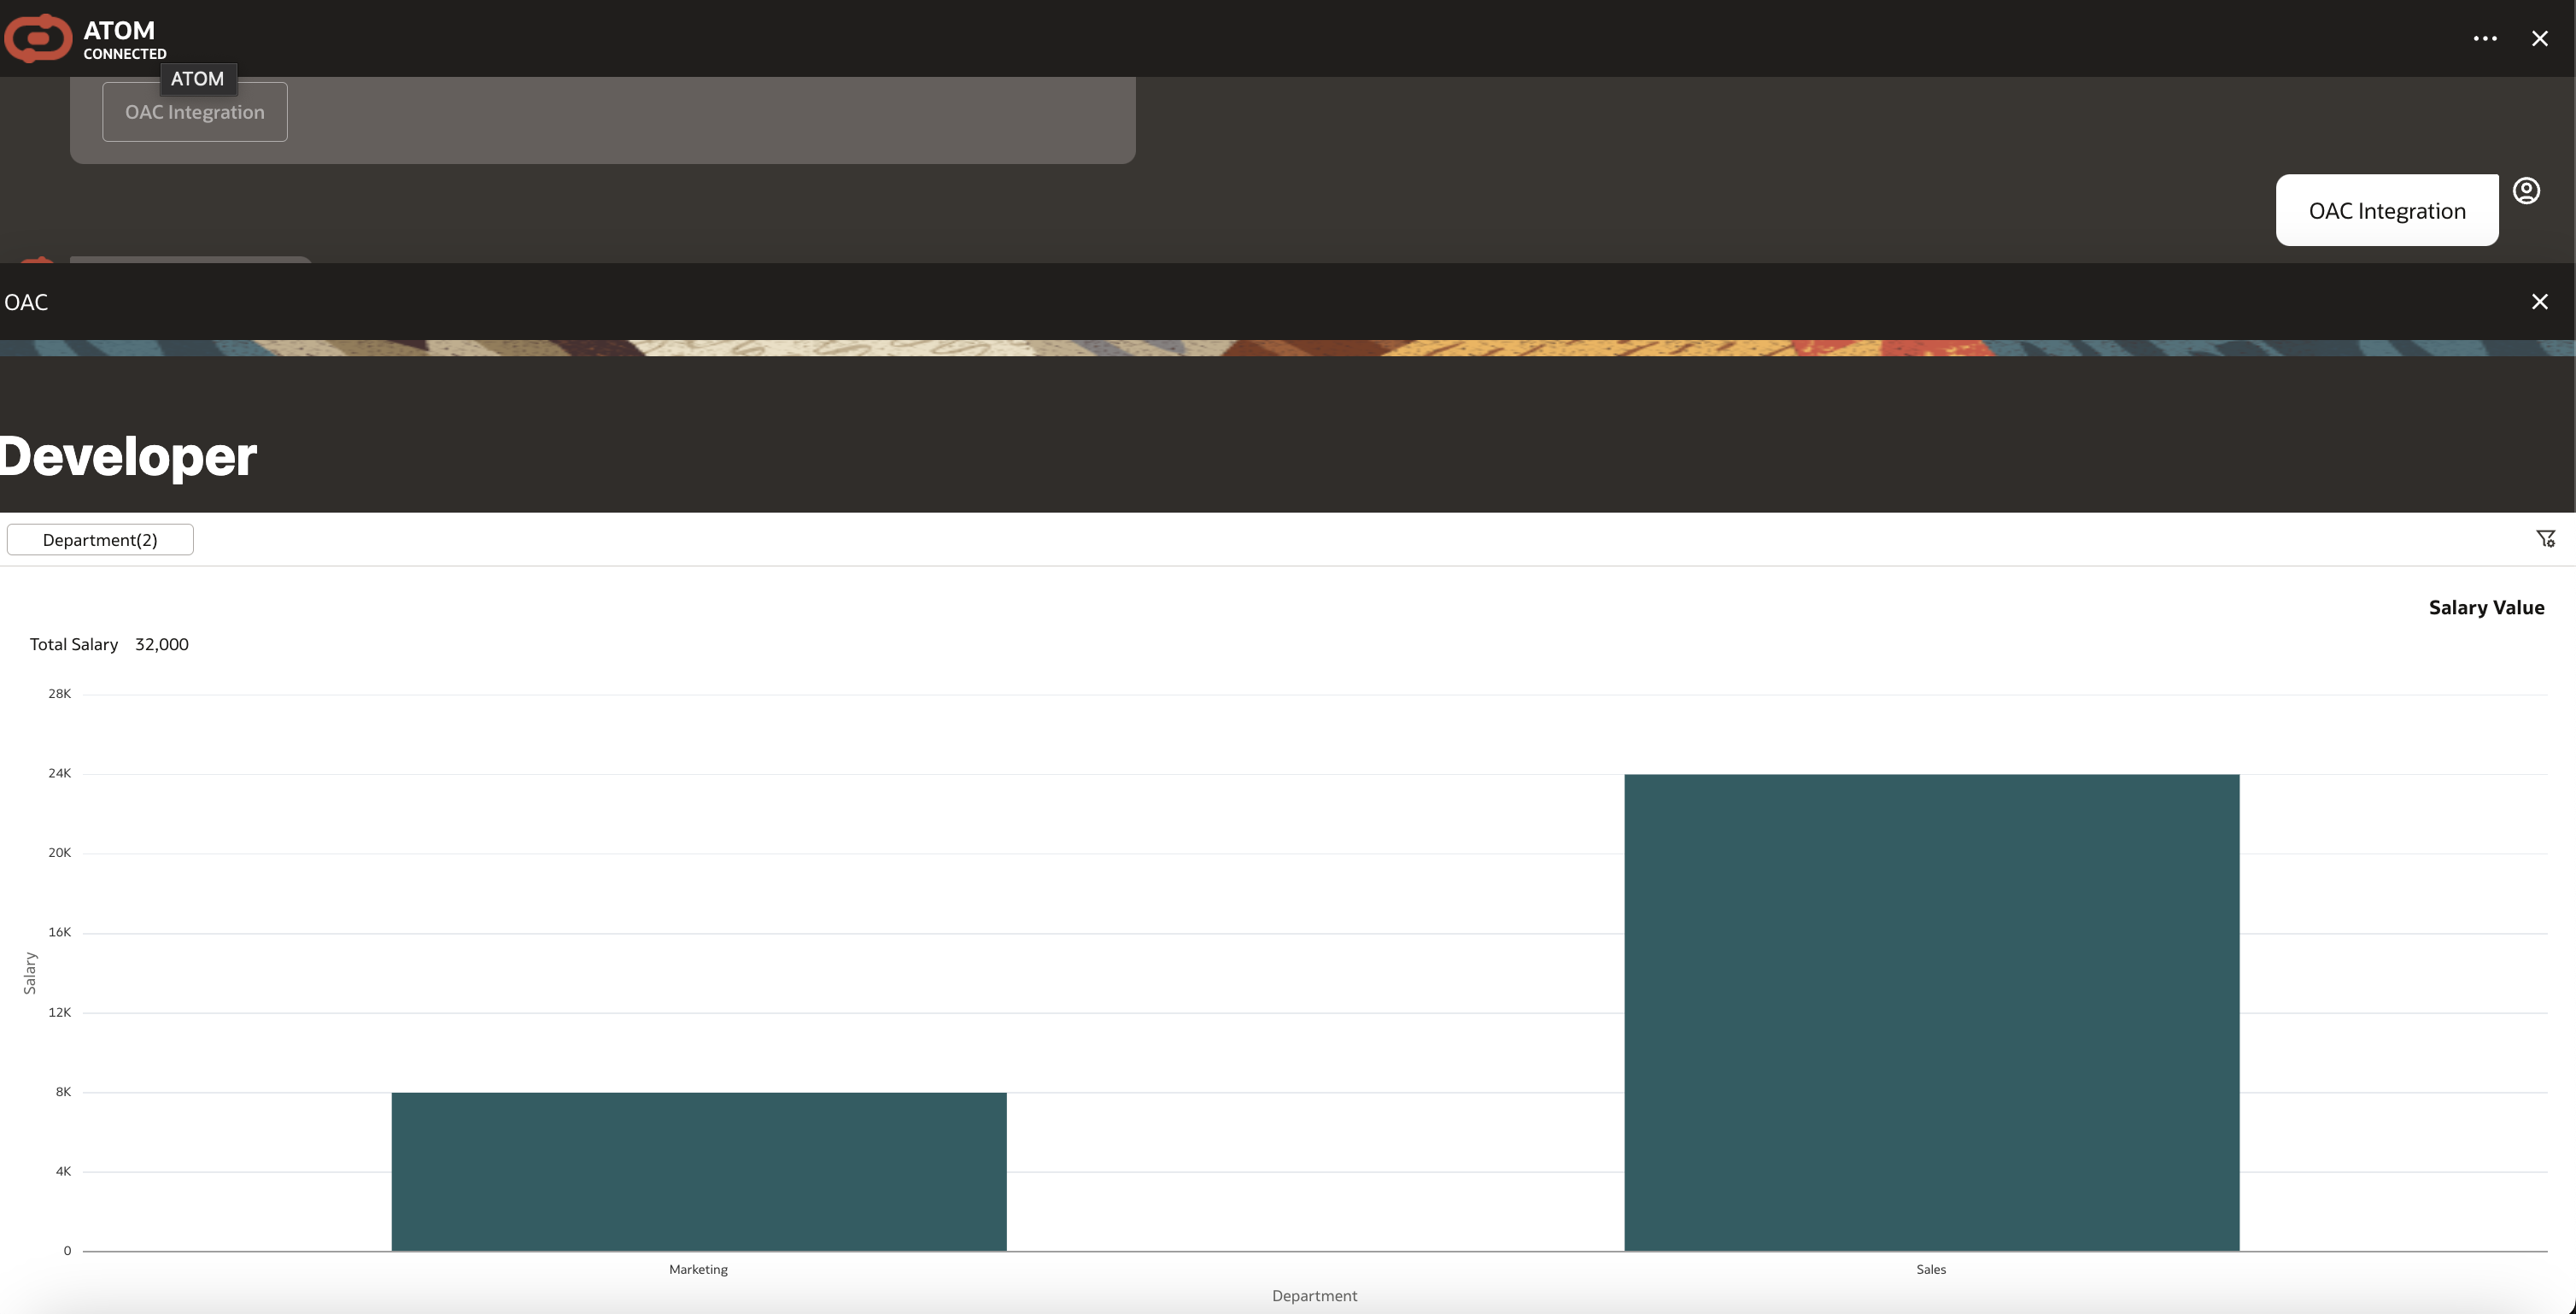 ATOM
CONNECTED
ATOM
OAC Integration
OAC Integration
OAC
Developer
Department(2)
Salary Value
Total Salary 32,000
28K
24K
20K
16K
12K
8K
4K
0
Salary
Marketing
Sales
Department